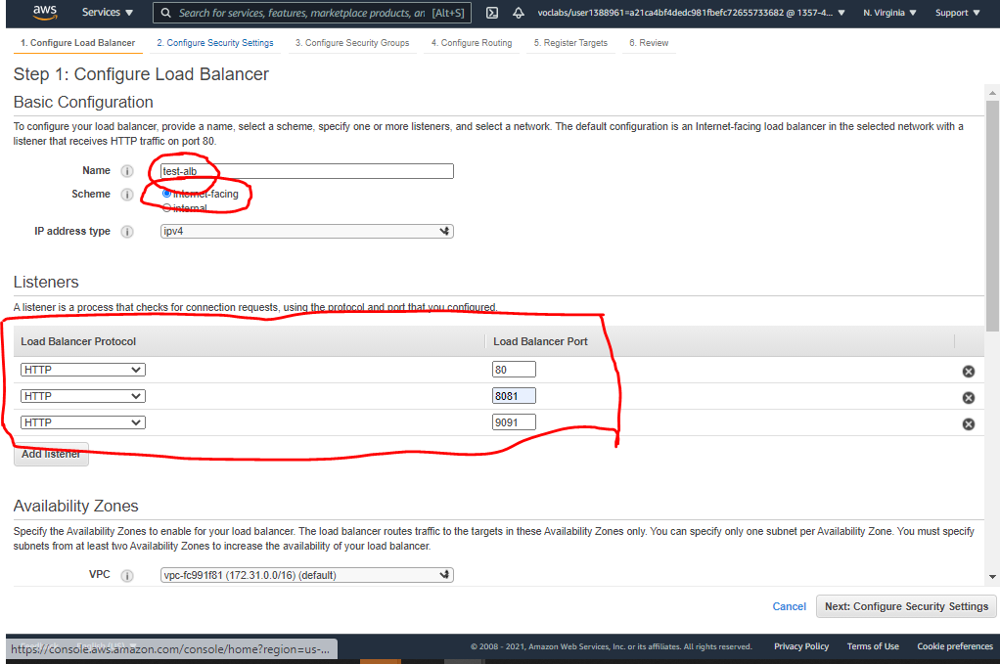 aws Services Search for services, features, marketplace products, an [Alt+S] voclabs/user1388961=a21ca4bf4dedc981fbefc72655733682 @ 1357-4... N. Virginia Support
1. Configure Load Balancer 2. Configure Security Settings 3. Configure Security Groups 4. Configure Routing 5. Register Targets 6. Review
Step 1: Configure Load Balancer
Basic Configuration
To configure your load balancer, provide a name, select a scheme, specify one or more listeners, and select a network. The default configuration is an Internet-facing load balancer in the selected network with a
listener that receives HTTP traffic on port 80.
Name i test-alb
Scheme i internet-facing
internal
IP address type i ipv4
Listeners
A listener is a process that checks for connection requests, using the protocol and port that you configured.
Load Balancer Protocol Load Balancer Port
HTTP 80
HTTP 8081
HTTP 9091
Add listener
Availability Zones
Specify the Availability Zones to enable for your load balancer. The load balancer routes traffic to the targets in these Availability Zones only. You can specify only one subnet per Availability Zone. You must specify
subnets from at least two Availability Zones to increase the availability of your load balancer.
VPC i vpc-fc991f81 (172.31.0.0/16) (default)
Cancel Next: Configure Security Settings
https://console.aws.amazon.com/console/home?region=us-... © 2008 - 2021, Amazon Web Services, Inc. or its affiliates. All rights reserved. Privacy Policy Terms of Use Cookie preferences